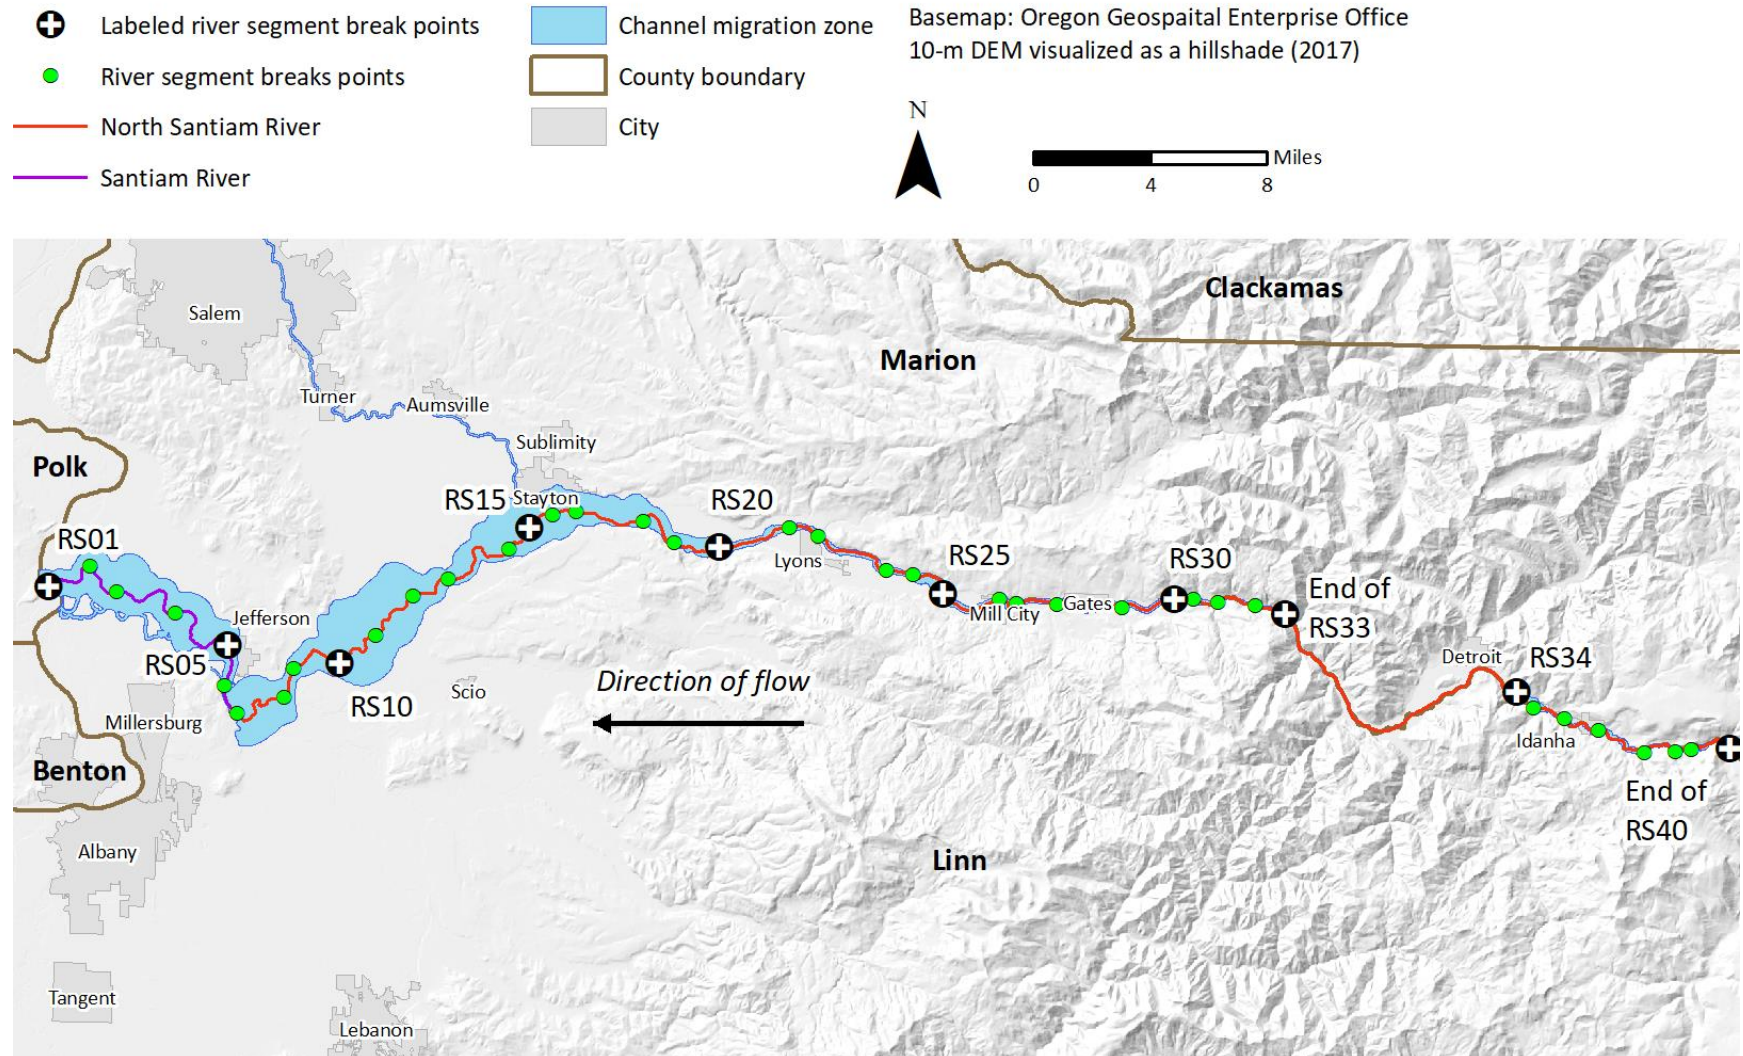 Labeled river segment break points
River segment breaks points
North Santiam River
Santiam River
Channel migration zone
County boundary
City
Basemap: Oregon Geospaital Enterprise Office
10-m DEM visualized as a hillshade (2017)
N
Miles
0 4 8
Clackamas
Salem
Marion
Turner
Aumsville
Sublimity
Polk
RS15
Stayton
RS20
RS01
Lyons
RS25
RS30
End of
RS33
Mill City
Gates
Jefferson
RS05
Detroit
RS34
Direction of flow
Scio
RS10
Millersburg
Idanha
Benton
End of
RS40
Albany
Linn
Tangent
Lebanon